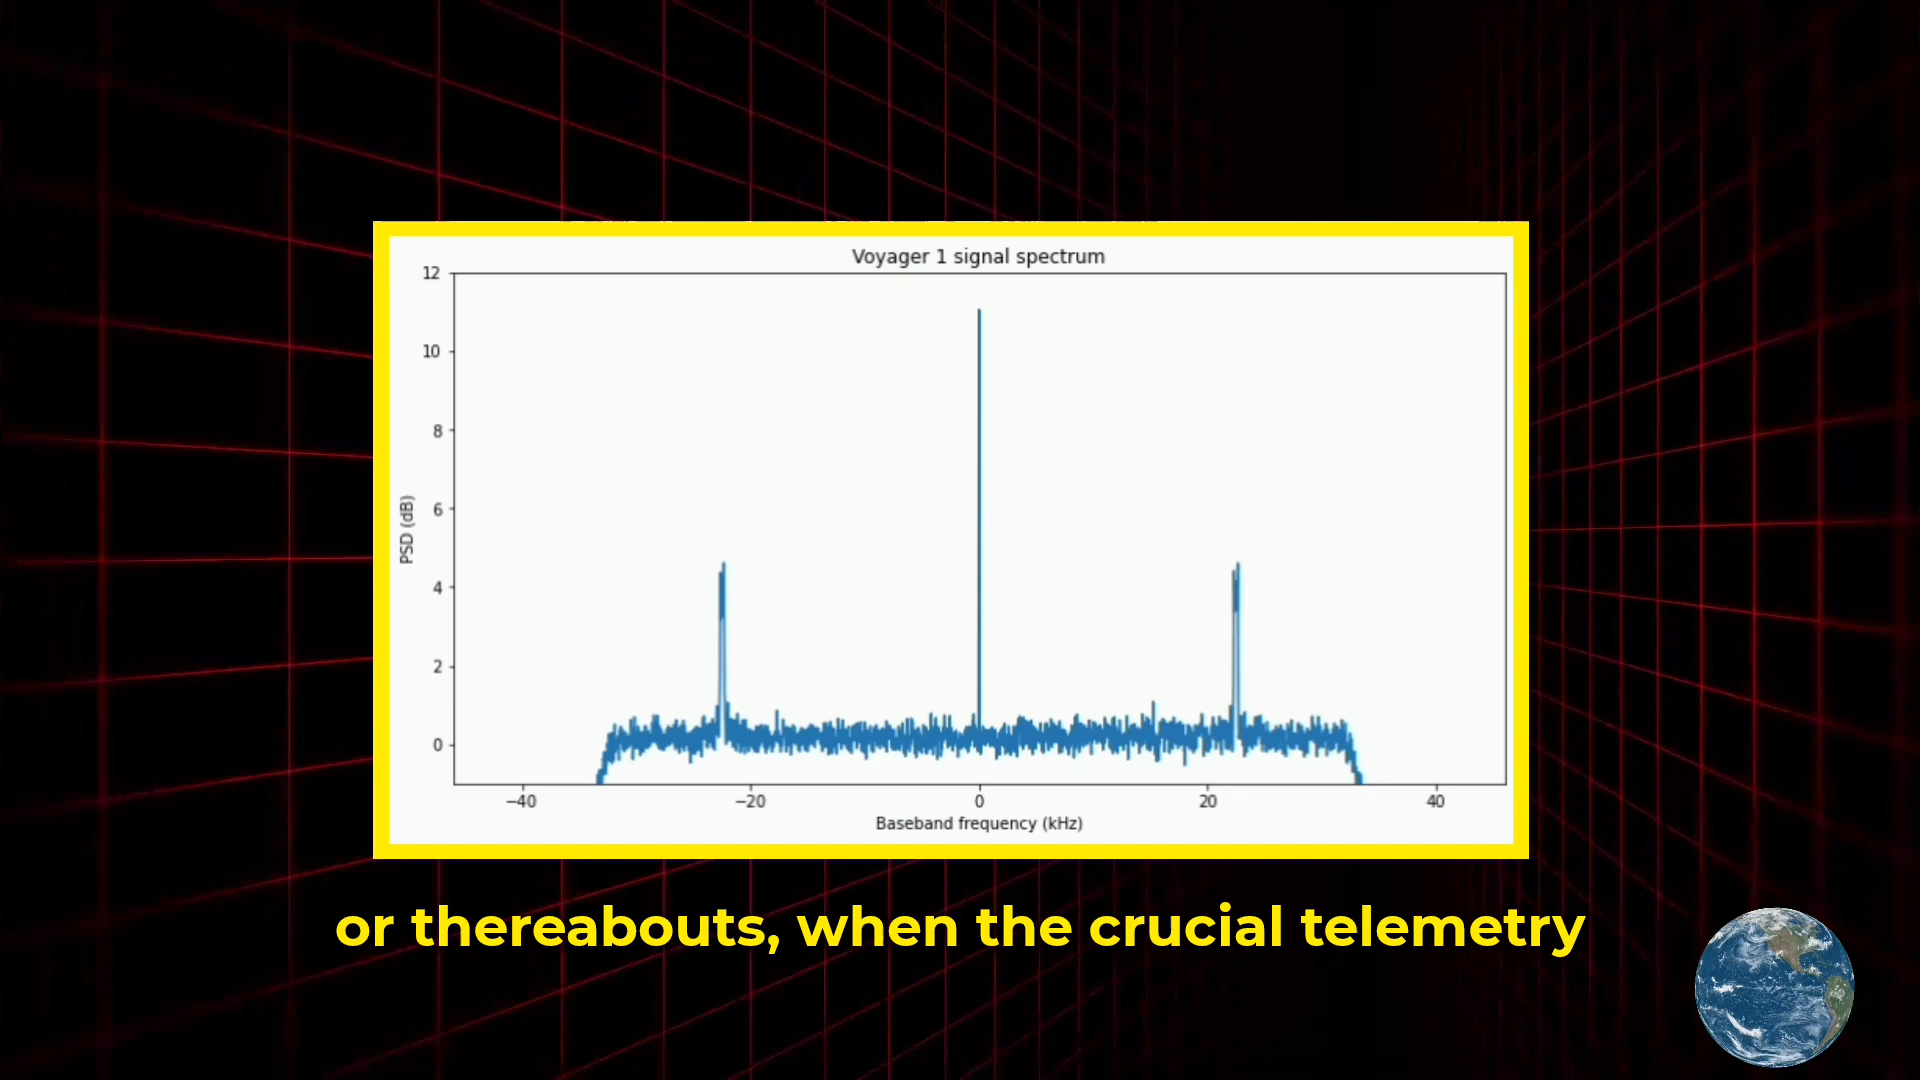 Voyager 1 signal spectrum
12
10
8
6
4
2
0
PSD (dB)
−40 −20 0 20 40
Baseband frequency (kHz)
or thereabouts, when the crucial telemetry